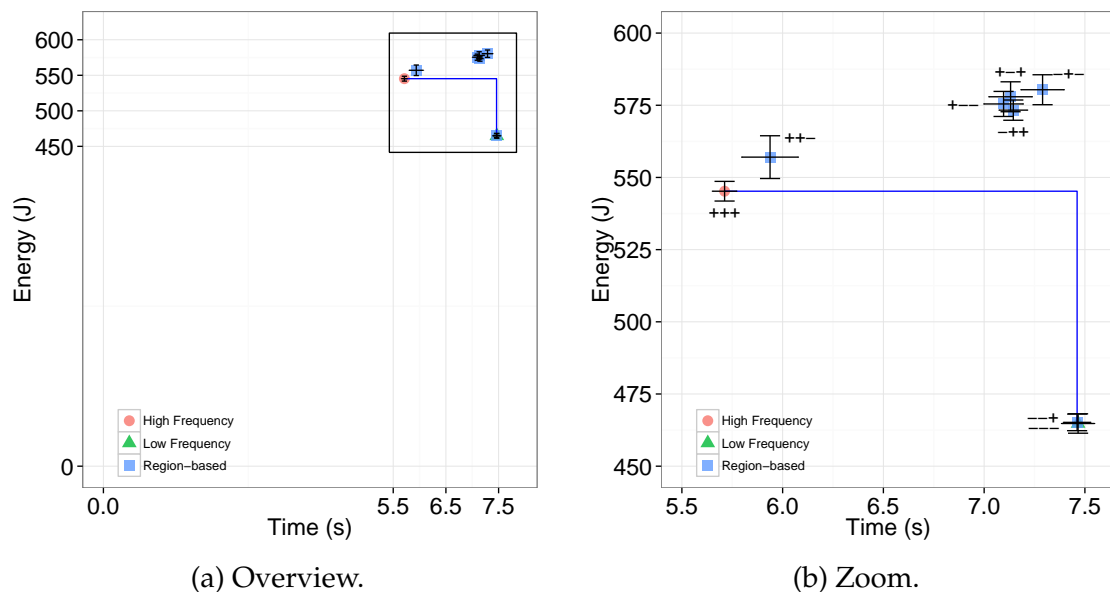 600
550
500
450
0
Energy (J)
High Frequency
Low Frequency
Region−based
0.0
5.5
6.5
7.5
Time (s)
(a) Overview.
600
575
550
525
500
475
450
Energy (J)
+−+
−−+
+−−
−++
++−
+++
−−+
−−−
High Frequency
Low Frequency
Region−based
5.5
6.0
6.5
7.0
7.5
Time (s)
(b) Zoom.